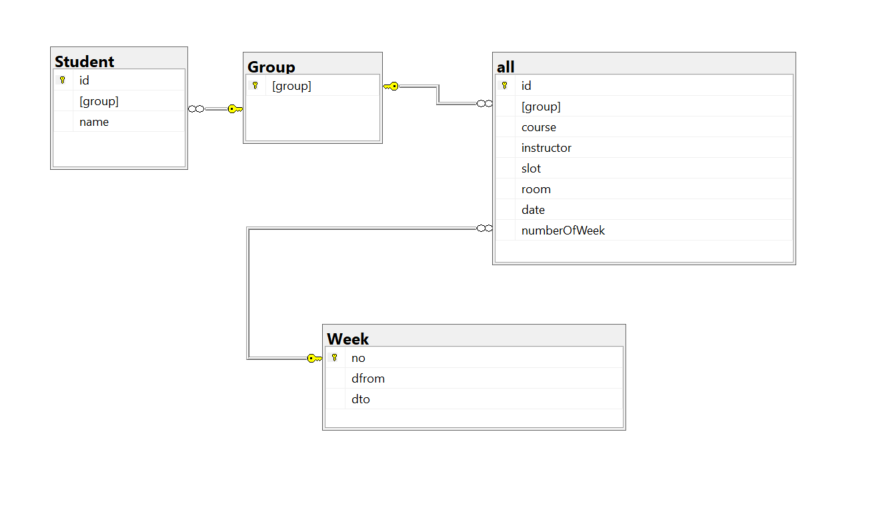 Student
id
[group]
name
Group
[group]
all
id
[group]
course
instructor
slot
room
date
numberOfWeek
Week
no
dfrom
dto